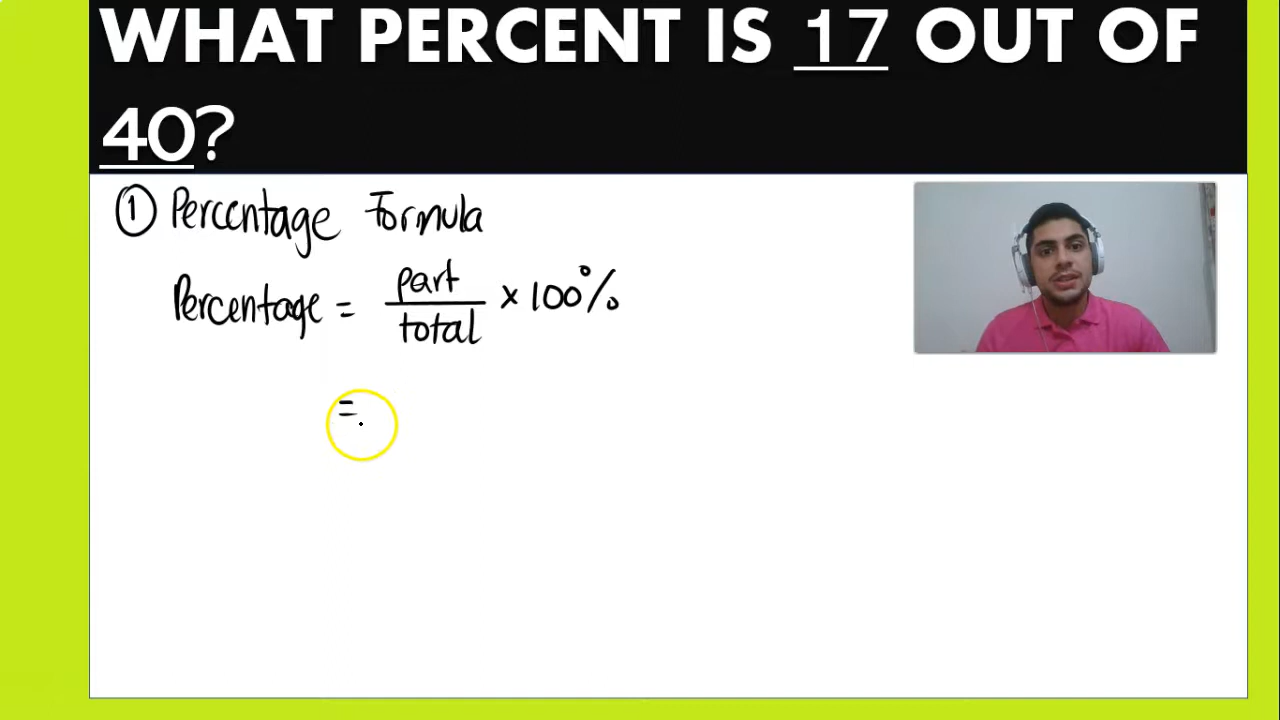 WHAT PERCENT IS 17 OUT OF
40?
① Percentage Formula
Percentage = part/total × 100%
=